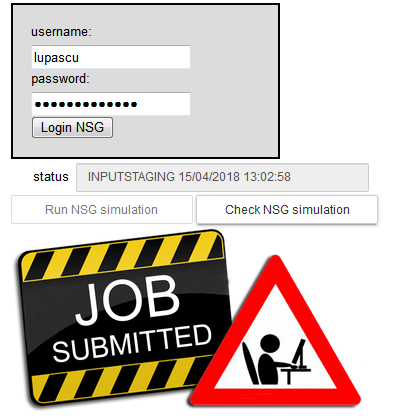 username:
lupascu
password:
•••••••••••••
Login NSG
status INPUTSTAGING 15/04/2018 13:02:58
Run NSG simulation Check NSG simulation
JOB
SUBMITTED